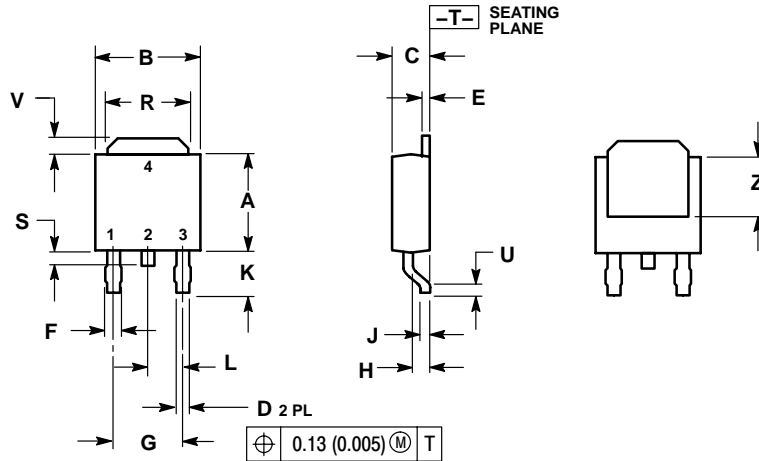 –T– SEATING
PLANE
B
C
V
R
E
4
Z
A
S
1 2 3
U
K
F
J
L
H
D 2 PL
G
⌖ 0.13 (0.005) Ⓜ T